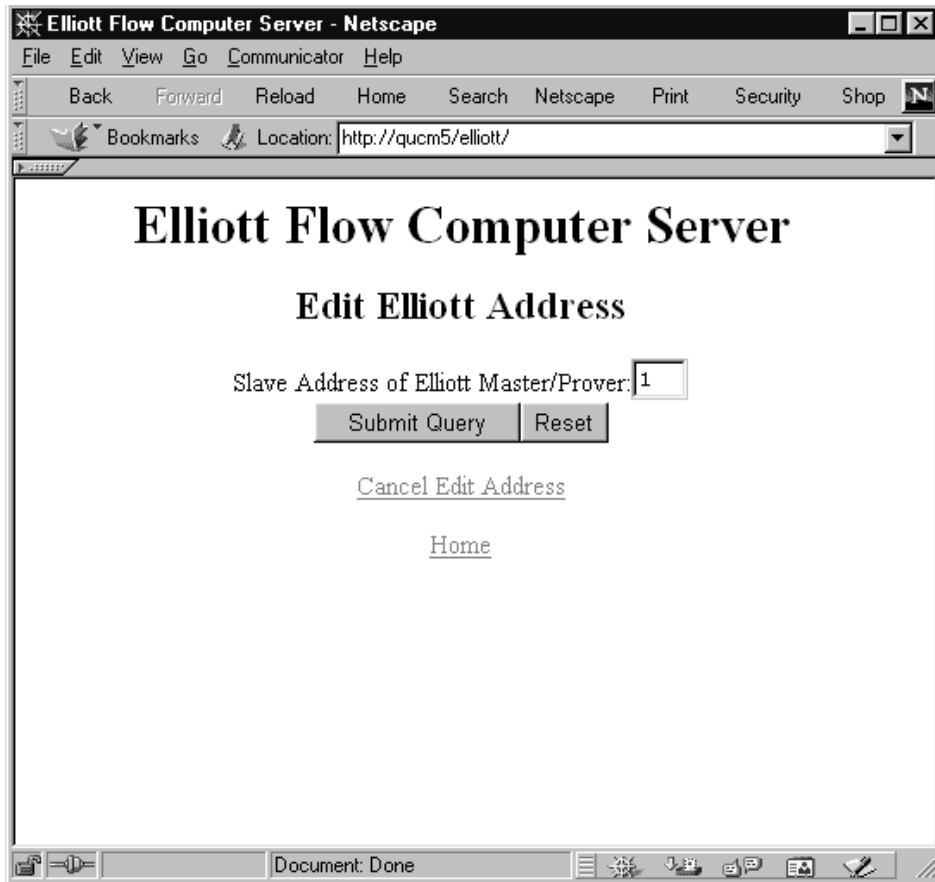 Elliott Flow Computer Server - Netscape
File Edit View Go Communicator Help
Back Forward Reload Home Search Netscape Print Security Shop N
Bookmarks Location: http://qucm5/elliott/
Elliott Flow Computer Server
Edit Elliott Address
Slave Address of Elliott Master/Prover: 1
Submit Query Reset
Cancel Edit Address
Home
Document: Done